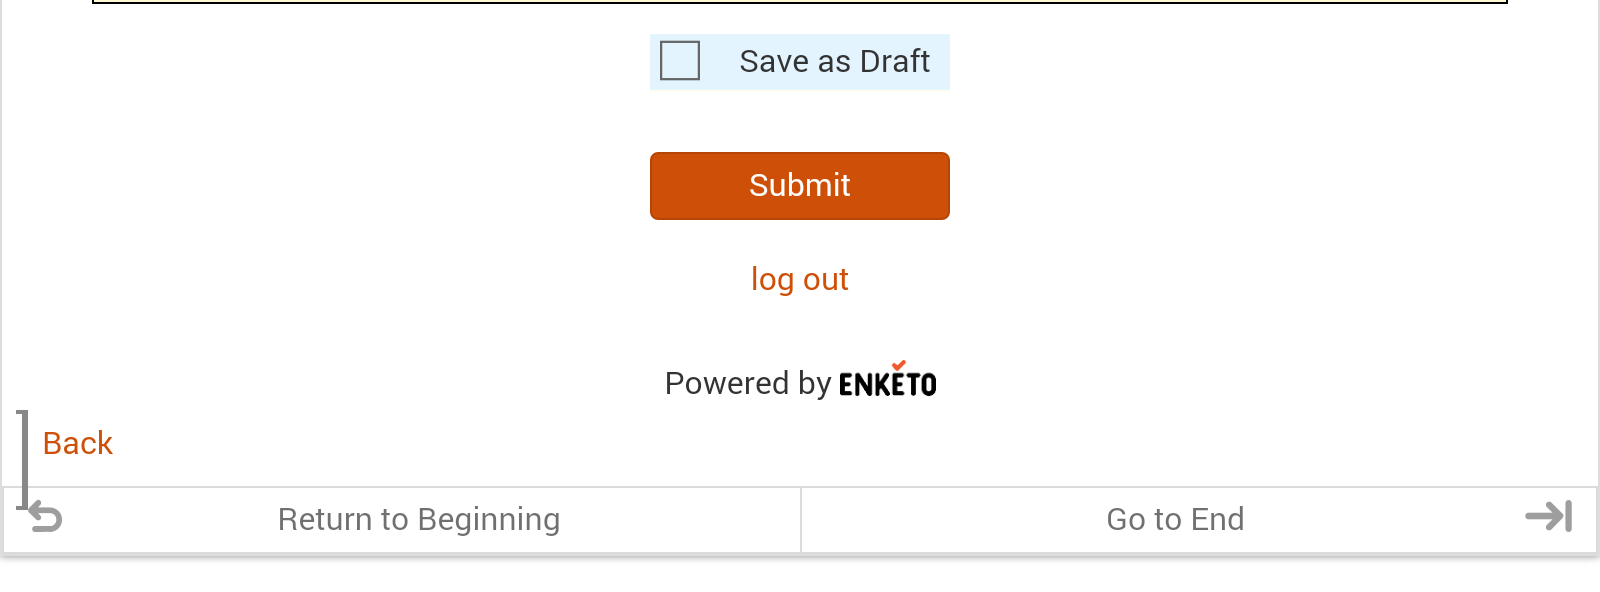 Save as Draft
Submit
log out
Powered by ENKETO
Back
Return to Beginning
Go to End